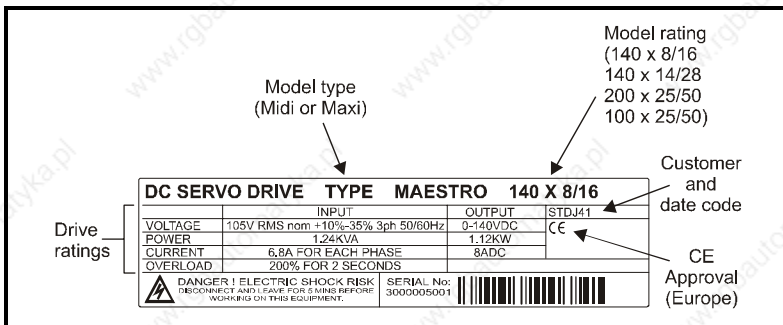 Model rating
(140 x 8/16
140 x 14/28
200 x 25/50
100 x 25/50)
Model type
(Midi or Maxi)
Customer
and
date code
Drive
ratings
CE
Approval
(Europe)
DC SERVO DRIVE TYPE MAESTRO 140 X 8/16
INPUT OUTPUT STDJ41
VOLTAGE 105V RMS nom +10%-35% 3ph 50/60Hz 0-140VDC CE
POWER 1.24KVA 1.12KW
CURRENT 6.8A FOR EACH PHASE 8ADC
OVERLOAD 200% FOR 2 SECONDS
DANGER ! ELECTRIC SHOCK RISK
DISCONNECT AND LEAVE FOR 5 MINS BEFORE
WORKING ON THIS EQUIPMENT.
SERIAL No:
3000005001